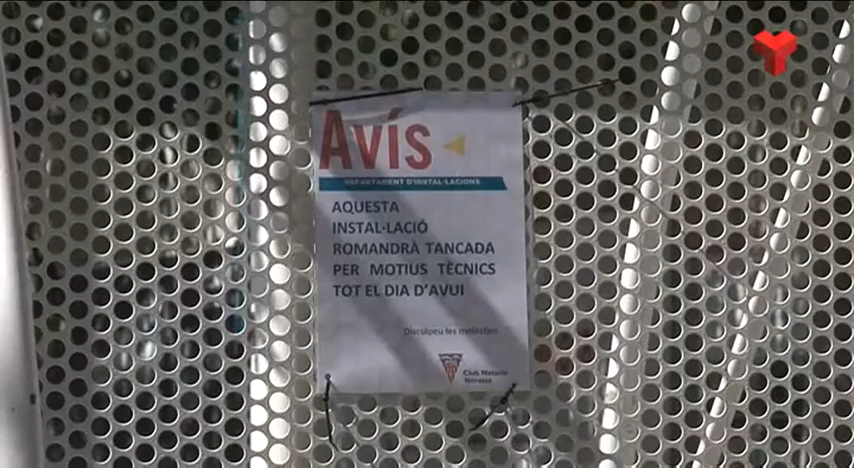 Avís
DEPARTAMENT D'INSTAL·LACIONS
AQUESTA
INSTAL·LACIÓ
ROMANDRÀ TANCADA
PER MOTIUS TÈCNICS
TOT EL DIA D'AVUI
Disculpeu les molèsties
Club Natació
Terrassa